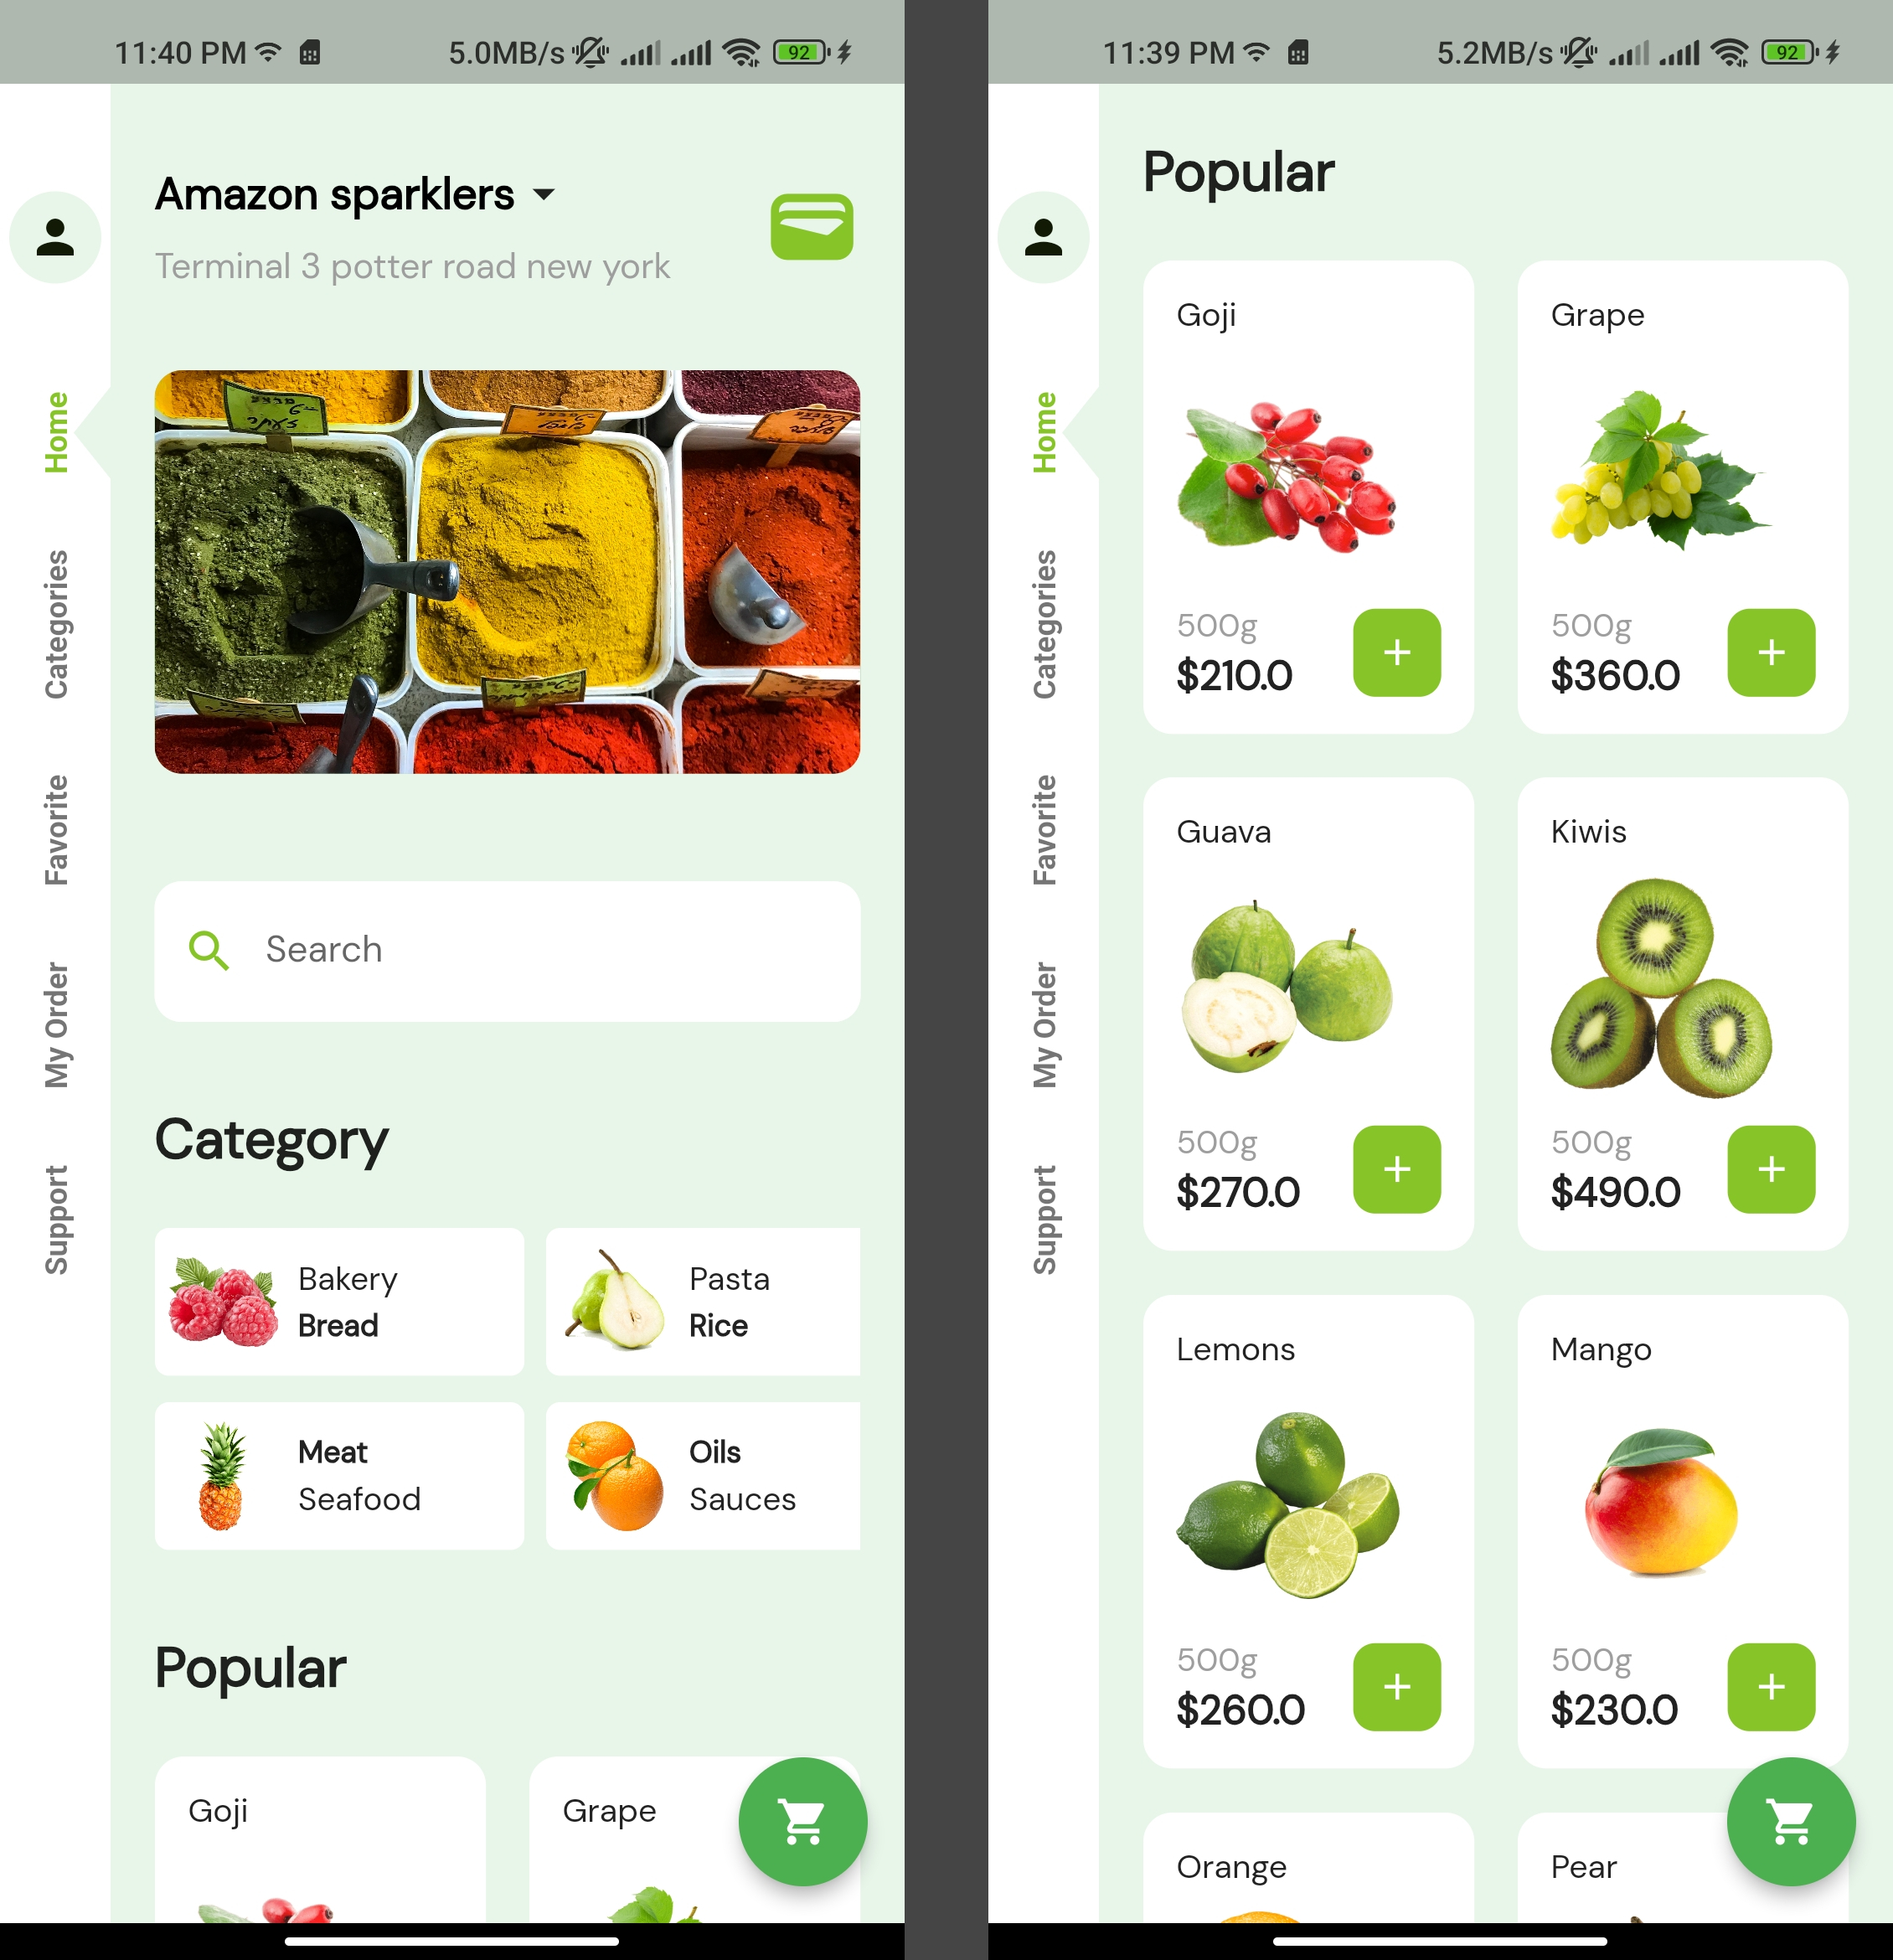 11:40 PM
5.0MB/s
92
Amazon sparklers
Terminal 3 potter road new york
Home
Categories
Favorite
My Order
Support
Search
Category
Bakery
Bread
Pasta
Rice
Meat
Seafood
Oils
Sauces
Popular
Goji
Grape
11:39 PM
5.2MB/s
92
Home
Categories
Favorite
My Order
Support
Popular
Goji
500g
$210.0
+
Grape
500g
$360.0
+
Guava
500g
$270.0
+
Kiwis
500g
$490.0
+
Lemons
500g
$260.0
+
Mango
500g
$230.0
+
Orange
Pear